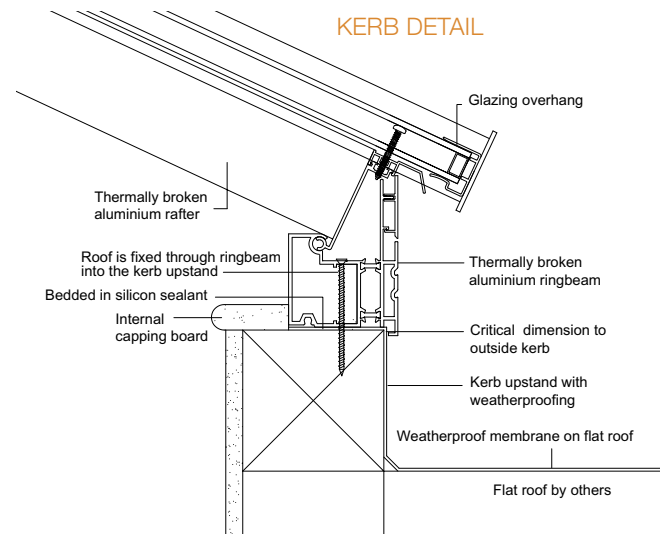 KERB DETAIL
Glazing overhang
Thermally broken
aluminium rafter
Roof is fixed through ringbeam
into the kerb upstand
Bedded in silicon sealant
Internal
capping board
Thermally broken
aluminium ringbeam
Critical dimension to
outside kerb
Kerb upstand with
weatherproofing
Weatherproof membrane on flat roof
Flat roof by others